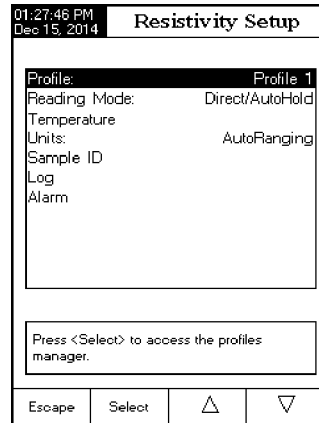 01:27:46 PM
Dec 15, 2014
Resistivity Setup
Profile: Profile 1
Reading Mode: Direct/AutoHold
Temperature
Units: AutoRanging
Sample ID
Log
Alarm
Press <Select> to access the profiles
manager.
Escape Select